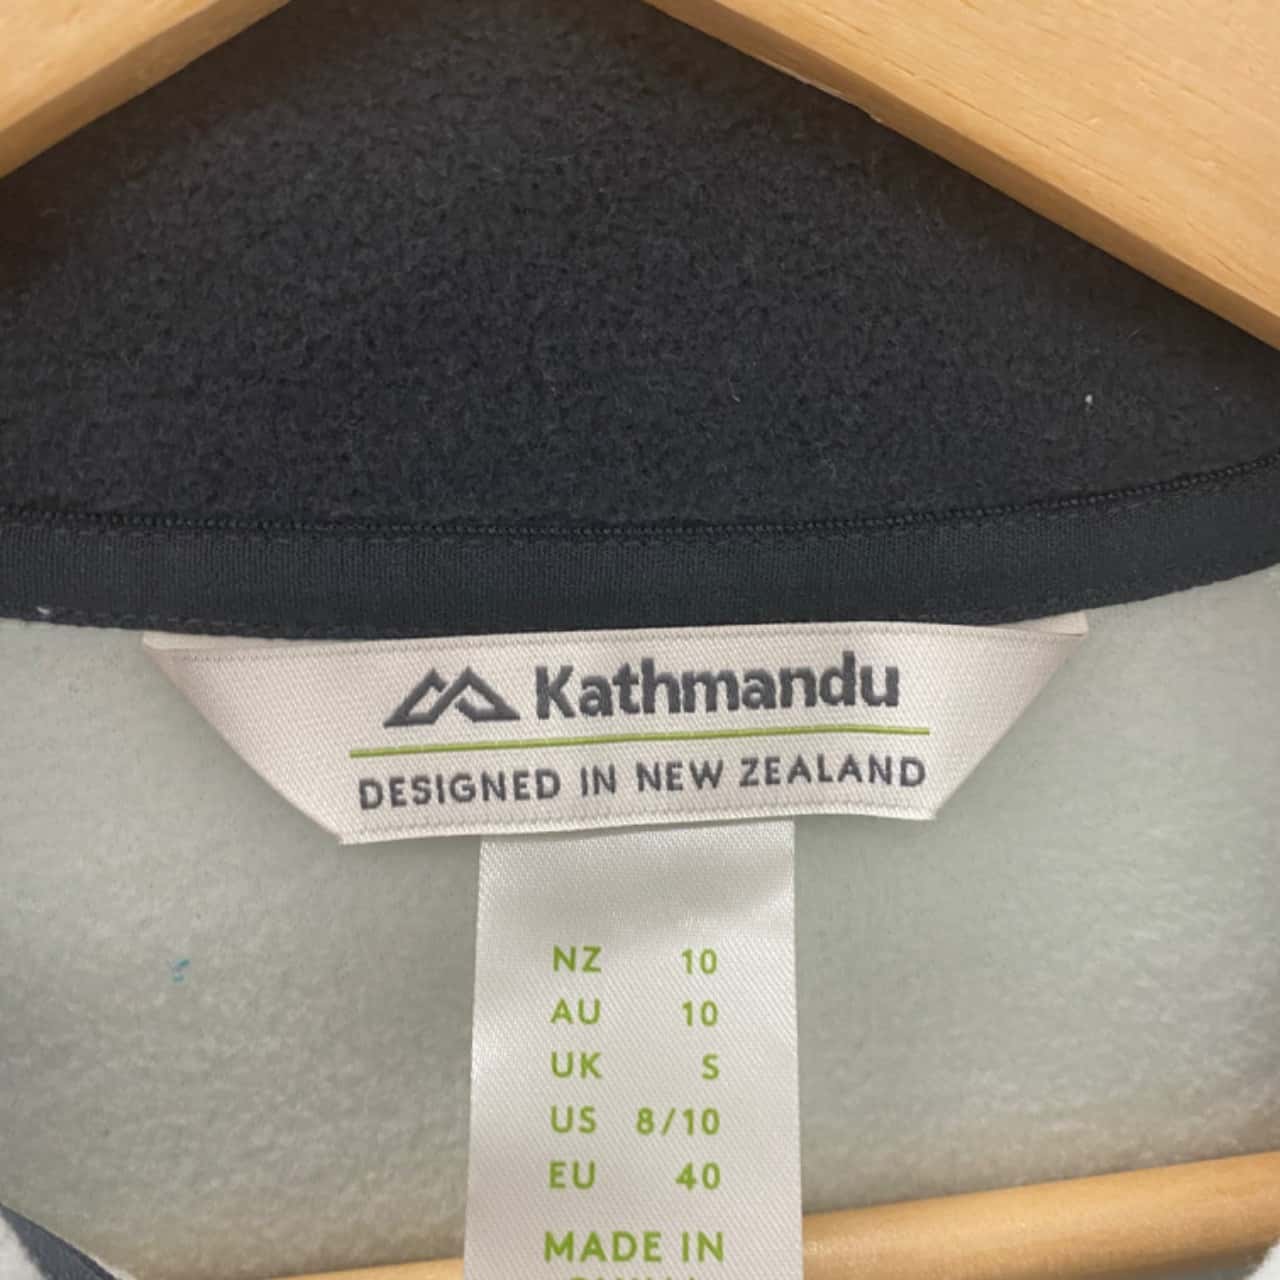 Kathmandu
DESIGNED IN NEW ZEALAND
NZ 10
AU 10
UK S
US 8/10
EU 40
MADE IN